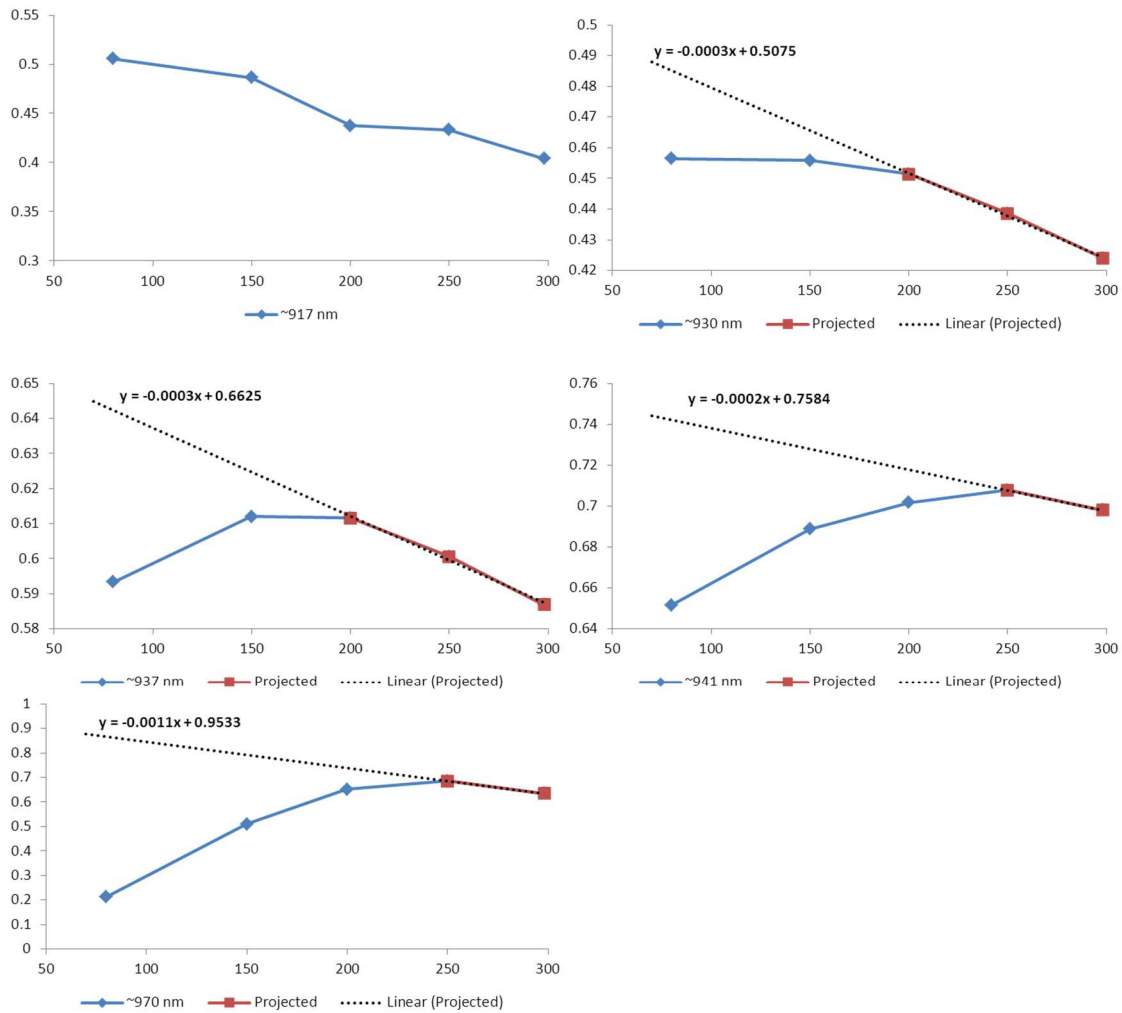 0.55
0.5
0.45
0.4
0.35
0.3
50 100 150 200 250 300
~917 nm
0.5
0.49
0.48
0.47
0.46
0.45
0.44
0.43
0.42
y = -0.0003x + 0.5075
50 100 150 200 250 300
~930 nm Projected Linear (Projected)
0.65
0.64
0.63
0.62
0.61
0.6
0.59
0.58
y = -0.0003x + 0.6625
50 100 150 200 250 300
~937 nm Projected Linear (Projected)
0.76
0.74
0.72
0.7
0.68
0.66
0.64
y = -0.0002x + 0.7584
50 100 150 200 250 300
~941 nm Projected Linear (Projected)
1
0.9
0.8
0.7
0.6
0.5
0.4
0.3
0.2
0.1
0
y = -0.0011x + 0.9533
50 100 150 200 250 300
~970 nm Projected Linear (Projected)